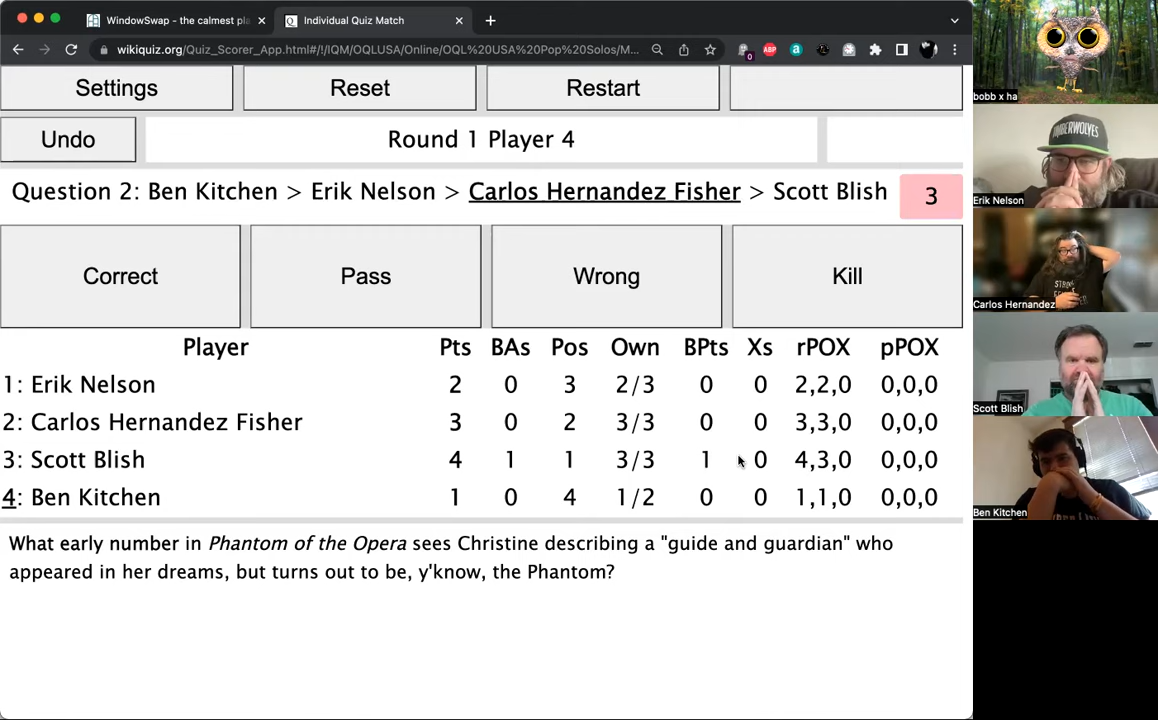 WindowSwap - the calmest pla
Individual Quiz Match
wikiquiz.org/Quiz_Scorer_App.html#/!/IQM/OQLUSA/Online/OQL%20USA%20Pop%20Solos/M...
0
ABP
a
Settings
Reset
Restart
Undo
Round 1 Player 4
Question 2: Ben Kitchen > Erik Nelson > Carlos Hernandez Fisher > Scott Blish
3
Correct
Pass
Wrong
Kill
Player Pts BAs Pos Own BPts Xs rPOX pPOX
1: Erik Nelson 2 0 3 2/3 0 0 2,2,0 0,0,0
2: Carlos Hernandez Fisher 3 0 2 3/3 0 0 3,3,0 0,0,0
3: Scott Blish 4 1 1 3/3 1 0 4,3,0 0,0,0
4: Ben Kitchen 1 0 4 1/2 0 0 1,1,0 0,0,0
What early number in Phantom of the Opera sees Christine describing a "guide and guardian" who
appeared in her dreams, but turns out to be, y'know, the Phantom?
bobb x ha
Erik Nelson
Carlos Hernandez
STRONG
Scott Blish
Ben Kitchen